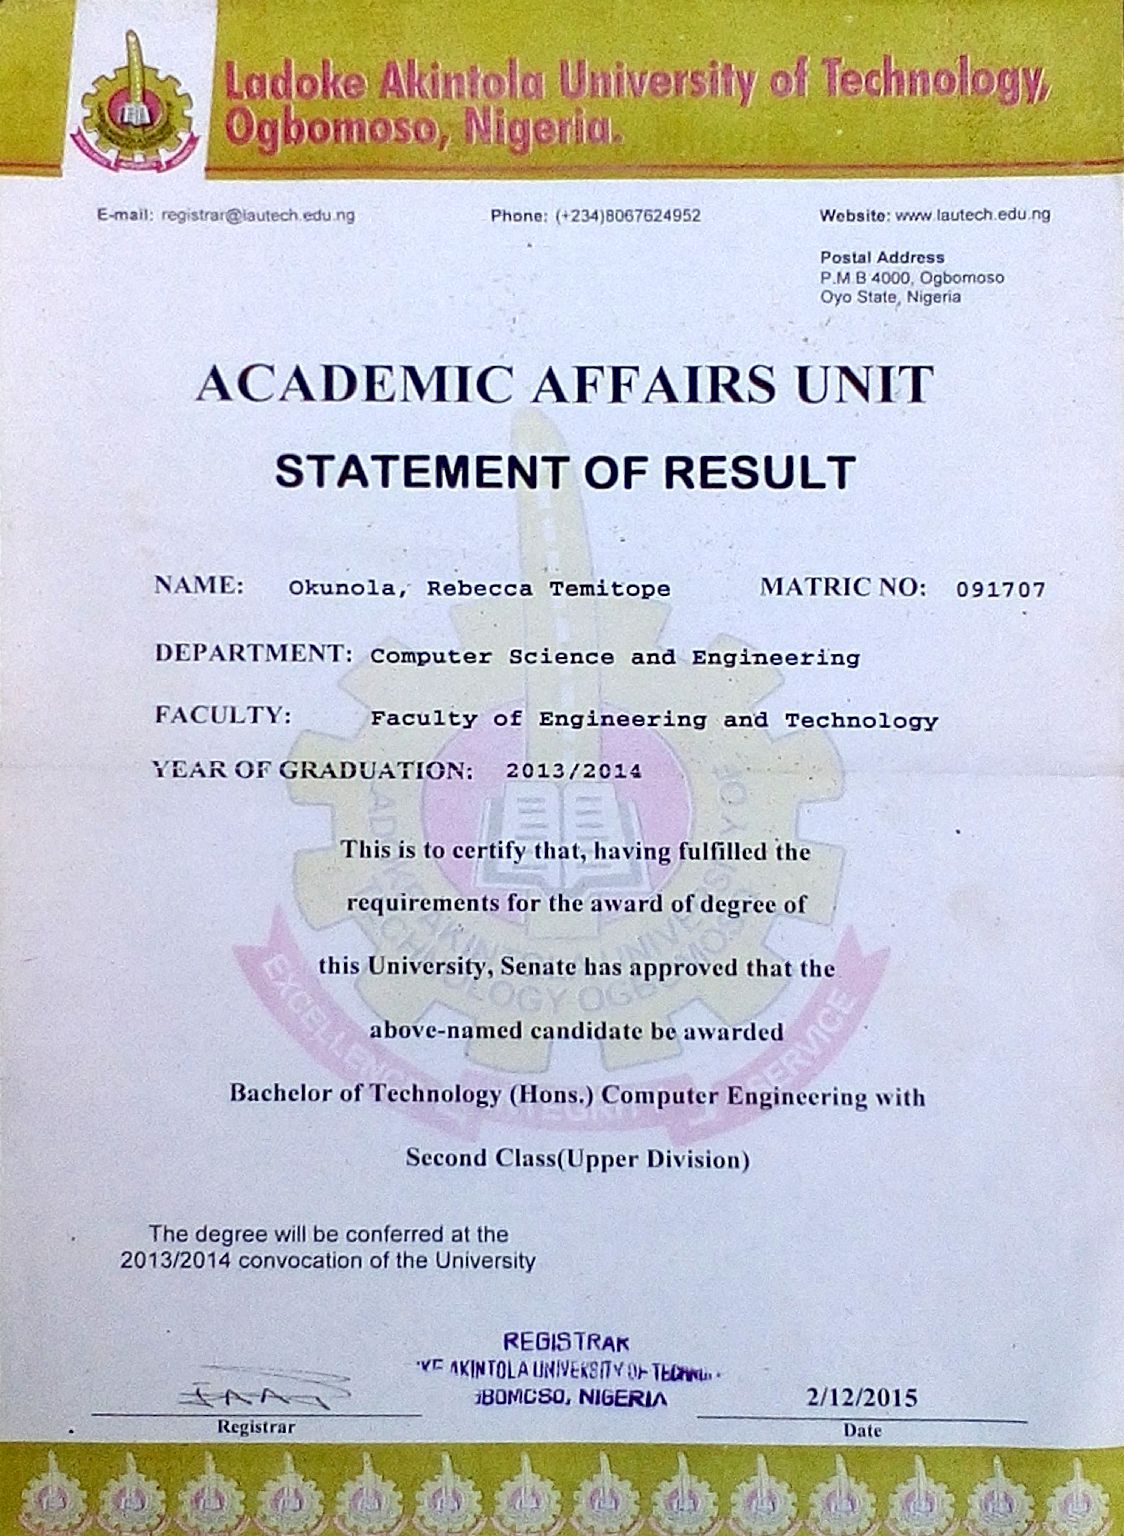 Ladoke Akintola University of Technology,
Ogbomoso, Nigeria.
E-mail: registrar@lautech.edu.ng Phone: (+234)8067624952 Website: www.lautech.edu.ng
Postal Address
P.M.B 4000, Ogbomoso
Oyo State, Nigeria
ACADEMIC AFFAIRS UNIT
STATEMENT OF RESULT
NAME: Okunola, Rebecca Temitope MATRIC NO: 091707
DEPARTMENT: Computer Science and Engineering
FACULTY: Faculty of Engineering and Technology
YEAR OF GRADUATION: 2013/2014
This is to certify that, having fulfilled the
requirements for the award of degree of
this University, Senate has approved that the
above-named candidate be awarded
Bachelor of Technology (Hons.) Computer Engineering with
Second Class(Upper Division)
The degree will be conferred at the
2013/2014 convocation of the University
REGISTRAR
AKINTOLA UNIVERSITY OF
NIGERIA
2/12/2015
Registrar
Date